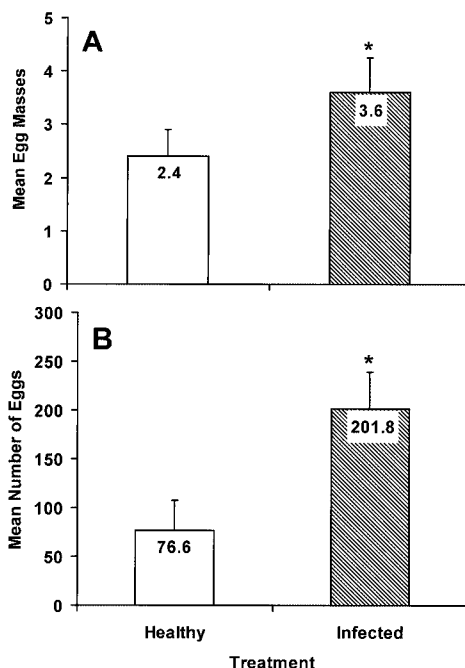 A
Mean Egg Masses
5
4
3
2
1
0
2.4
*
3.6
B
Mean Number of Eggs
300
250
200
150
100
50
0
76.6
*
201.8
Healthy
Infected
Treatment